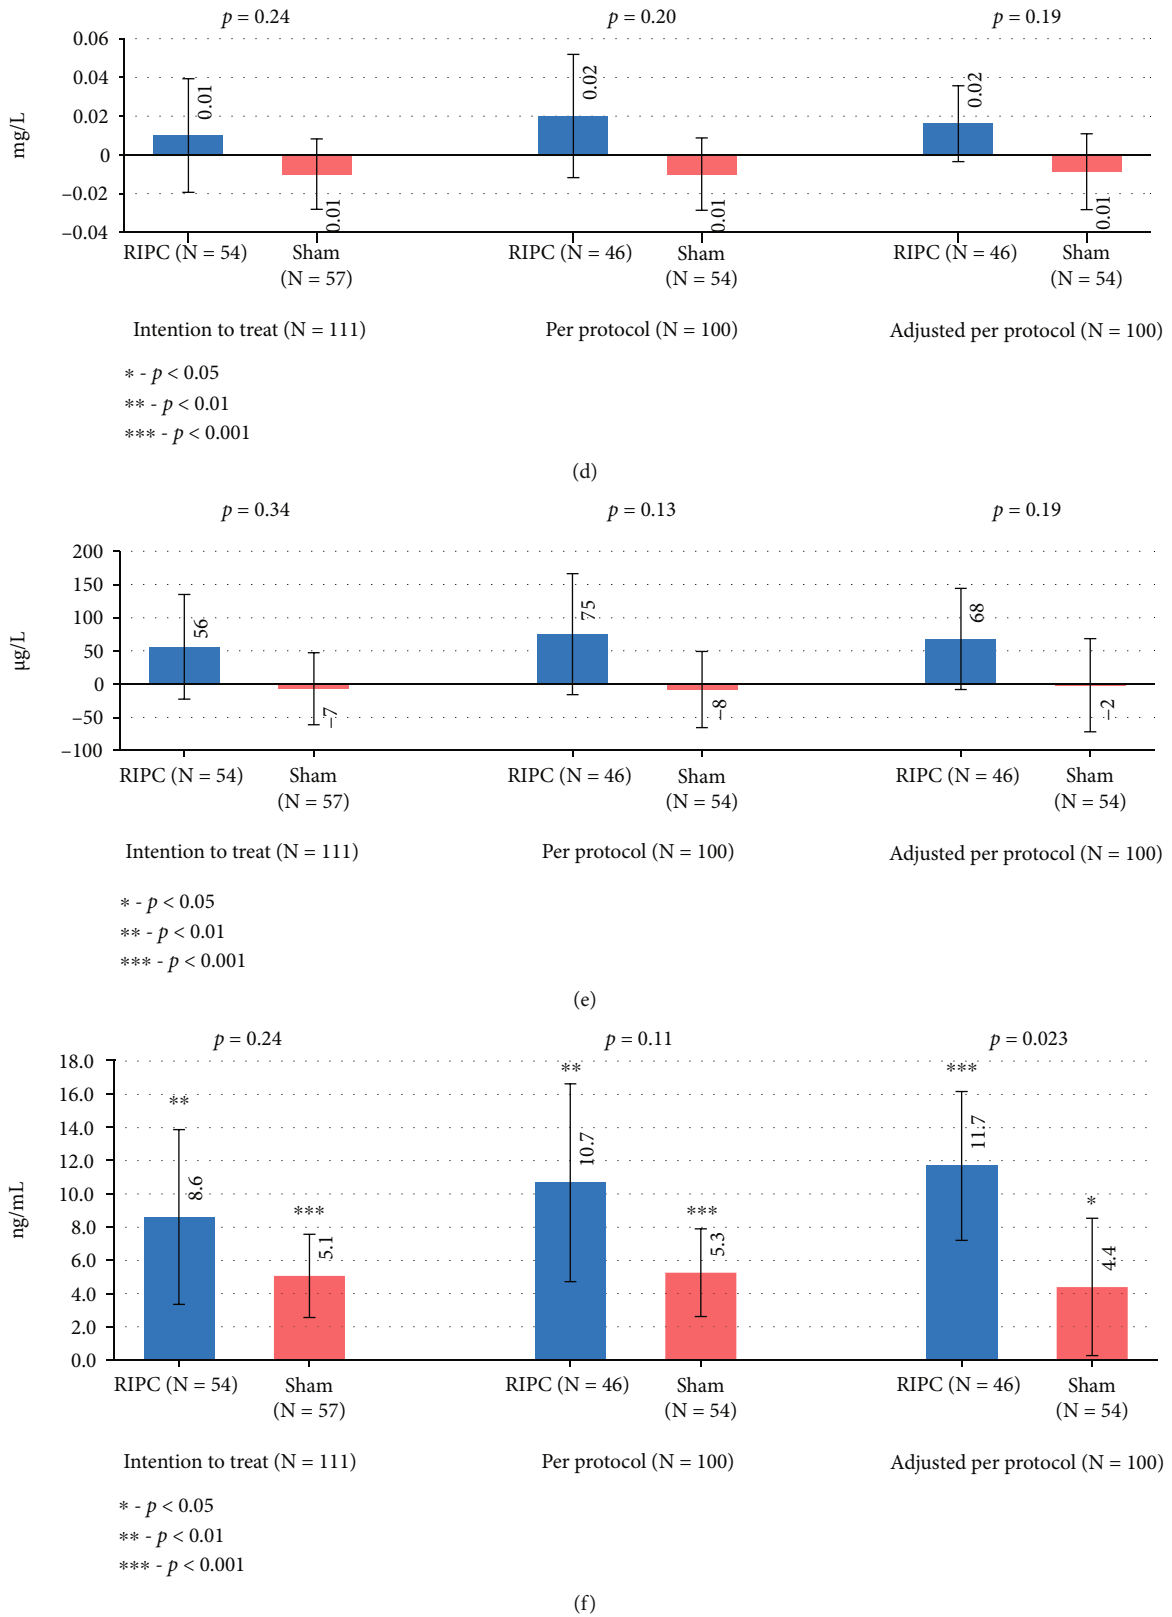 p = 0.24 p = 0.20 p = 0.19
0.06
0.04
0.02
0
−0.02
−0.04
mg/L
0.01
0.01
0.02
0.01
0.02
0.01
RIPC (N = 54) Sham (N = 57) RIPC (N = 46) Sham (N = 54) RIPC (N = 46) Sham (N = 54)
Intention to treat (N = 111) Per protocol (N = 100) Adjusted per protocol (N = 100)
∗ - p < 0.05
∗∗ - p < 0.01
∗∗∗ - p < 0.001
(d)
p = 0.34 p = 0.13 p = 0.19
200
150
100
50
0
−50
−100
µg/L
56
−7
75
−8
68
−2
RIPC (N = 54) Sham (N = 57) RIPC (N = 46) Sham (N = 54) RIPC (N = 46) Sham (N = 54)
Intention to treat (N = 111) Per protocol (N = 100) Adjusted per protocol (N = 100)
∗ - p < 0.05
∗∗ - p < 0.01
∗∗∗ - p < 0.001
(e)
p = 0.24 p = 0.11 p = 0.023
18.0
16.0
14.0
12.0
10.0
8.0
6.0
4.0
2.0
0.0
ng/mL
∗∗
8.6
∗∗∗
5.1
∗∗
10.7
∗∗∗
5.3
∗∗∗
11.7
∗
4.4
RIPC (N = 54) Sham (N = 57) RIPC (N = 46) Sham (N = 54) RIPC (N = 46) Sham (N = 54)
Intention to treat (N = 111) Per protocol (N = 100) Adjusted per protocol (N = 100)
∗ - p < 0.05
∗∗ - p < 0.01
∗∗∗ - p < 0.001
(f)